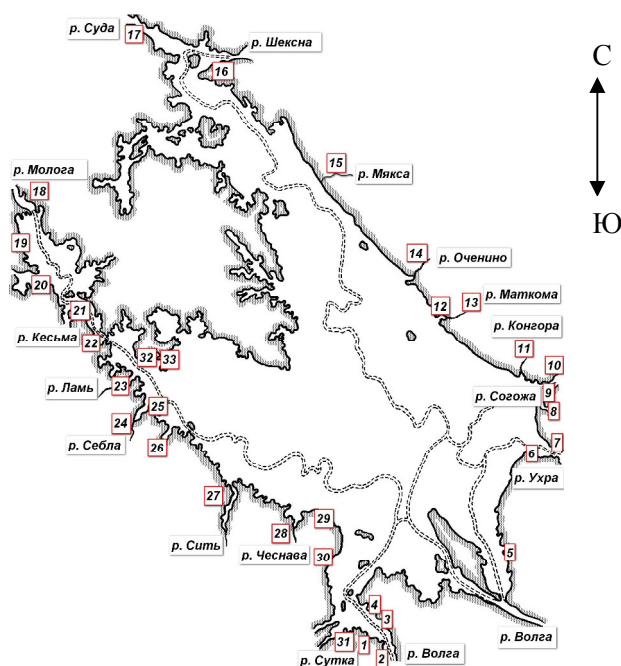 р. Суда
17
р. Шексна
16
С
15
р. Мякса
р. Молога
18
Ю
19
14
р. Оченино
20
13
р. Маткома
12
21
р. Конгора
р. Кесьма
22
11
10
32
33
9
р. Ламь
23
р. Согожа
8
25
24
р. Себла
26
7
6
р. Ухра
27
29
28
р. Сить
р. Чеснава
30
5
4
3
р. Волга
31
1
р. Сутка
2
р. Волга